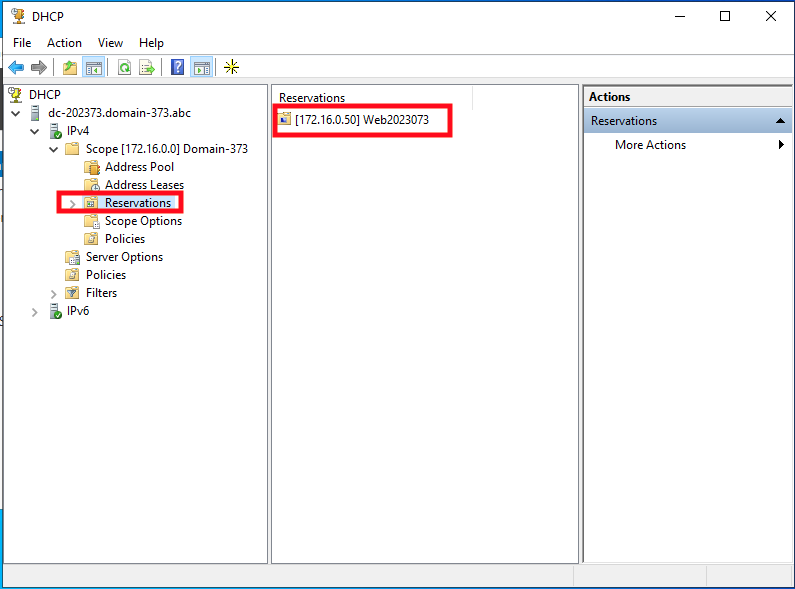 DHCP
File Action View Help
DHCP
dc-202373.domain-373.abc
IPv4
Scope [172.16.0.0] Domain-373
Address Pool
Address Leases
Reservations
Scope Options
Policies
Server Options
Policies
Filters
IPv6
Reservations
[172.16.0.50] Web2023073
Actions
Reservations
More Actions